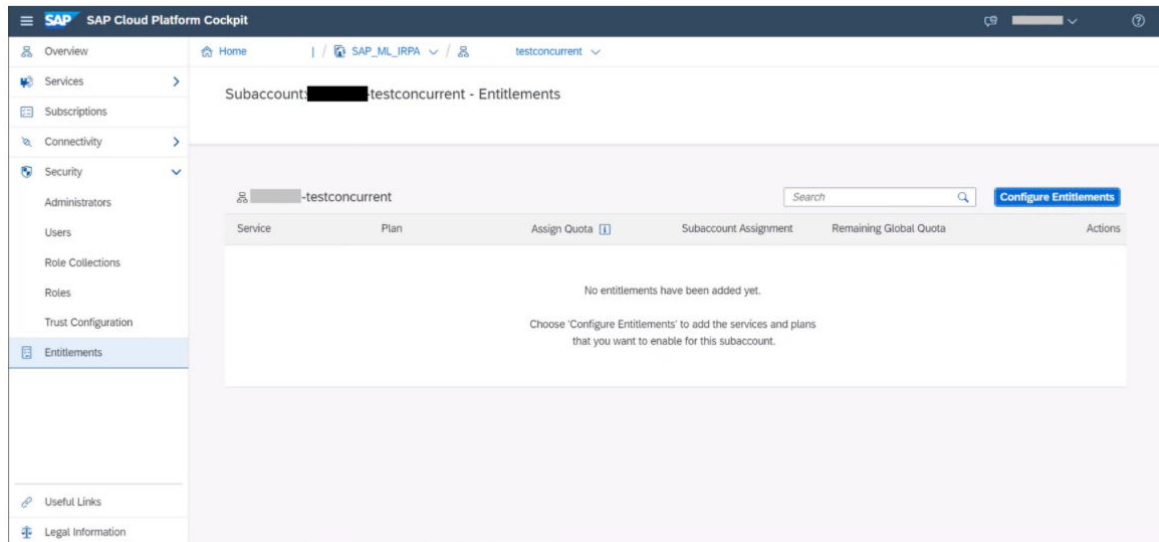 SAP SAP Cloud Platform Cockpit
Overview
Services
Subscriptions
Connectivity
Security
Administrators
Users
Role Collections
Roles
Trust Configuration
Entitlements
Useful Links
Legal Information
Home | / SAP_ML_IRPA / testconcurrent
Subaccount: -testconcurrent - Entitlements
-testconcurrent Search Configure Entitlements
Service Plan Assign Quota Subaccount Assignment Remaining Global Quota Actions
No entitlements have been added yet.
Choose 'Configure Entitlements' to add the services and plans
that you want to enable for this subaccount.